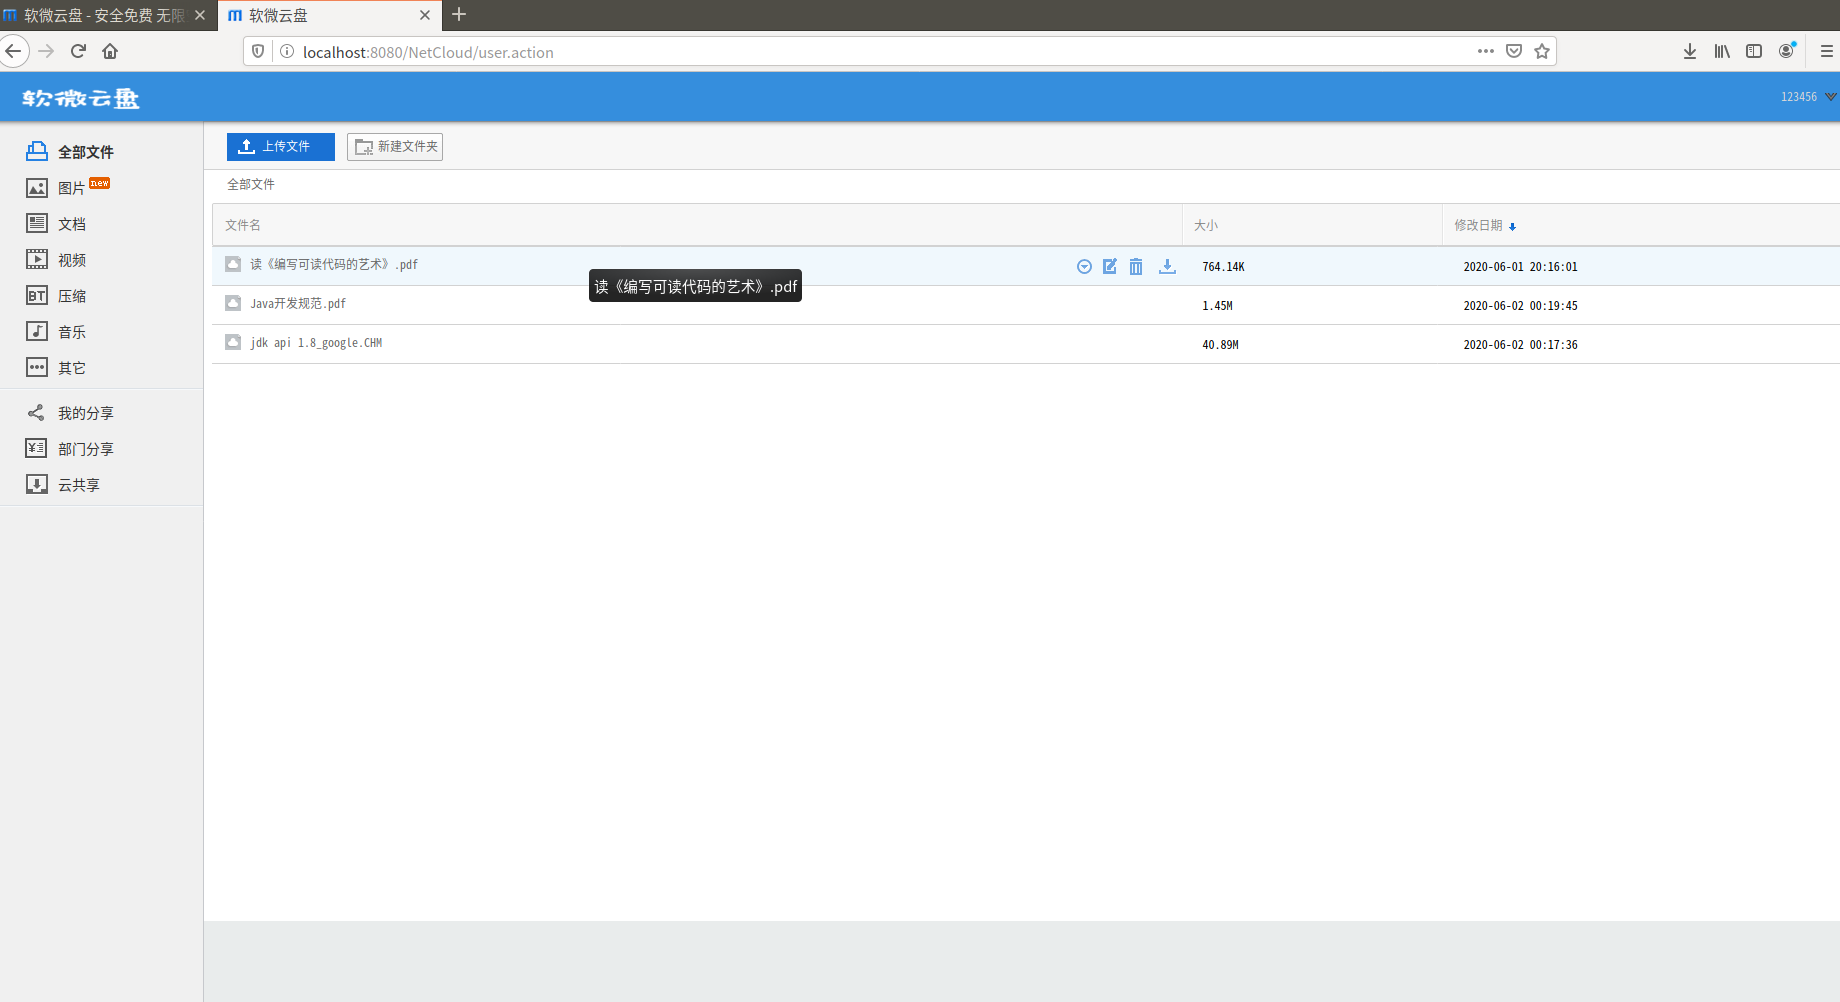 软微云盘 - 安全免费 无限
软微云盘
localhost:8080/NetCloud/user.action
软微云盘
123456
全部文件
图片 new
文档
视频
BT 压缩
音乐
其它
我的分享
部门分享
云共享
上传文件
新建文件夹
全部文件
文件名 大小 修改日期
读《编写可读代码的艺术》.pdf 764.14K 2020-06-01 20:16:01
读《编写可读代码的艺术》.pdf
Java开发规范.pdf 1.45M 2020-06-02 00:19:45
jdk api 1.8_google.CHM 40.89M 2020-06-02 00:17:36